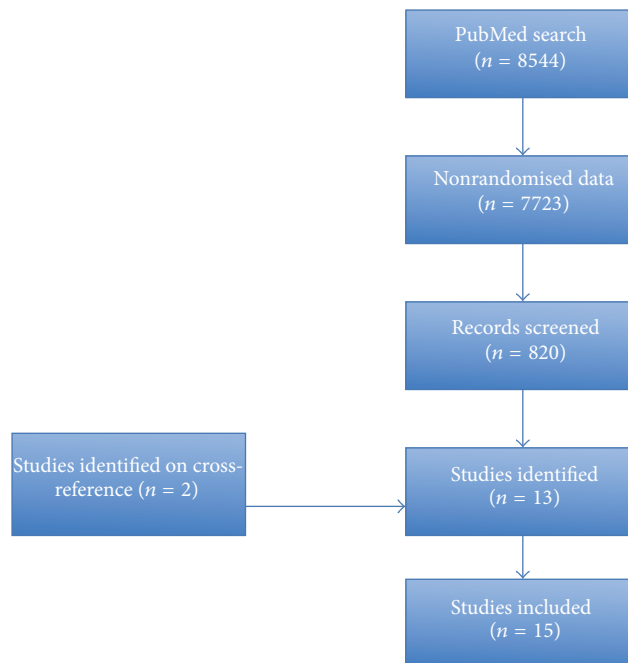 PubMed search
(n = 8544)
Nonrandomised data
(n = 7723)
Records screened
(n = 820)
Studies identified on cross-
reference (n = 2)
Studies identified
(n = 13)
Studies included
(n = 15)